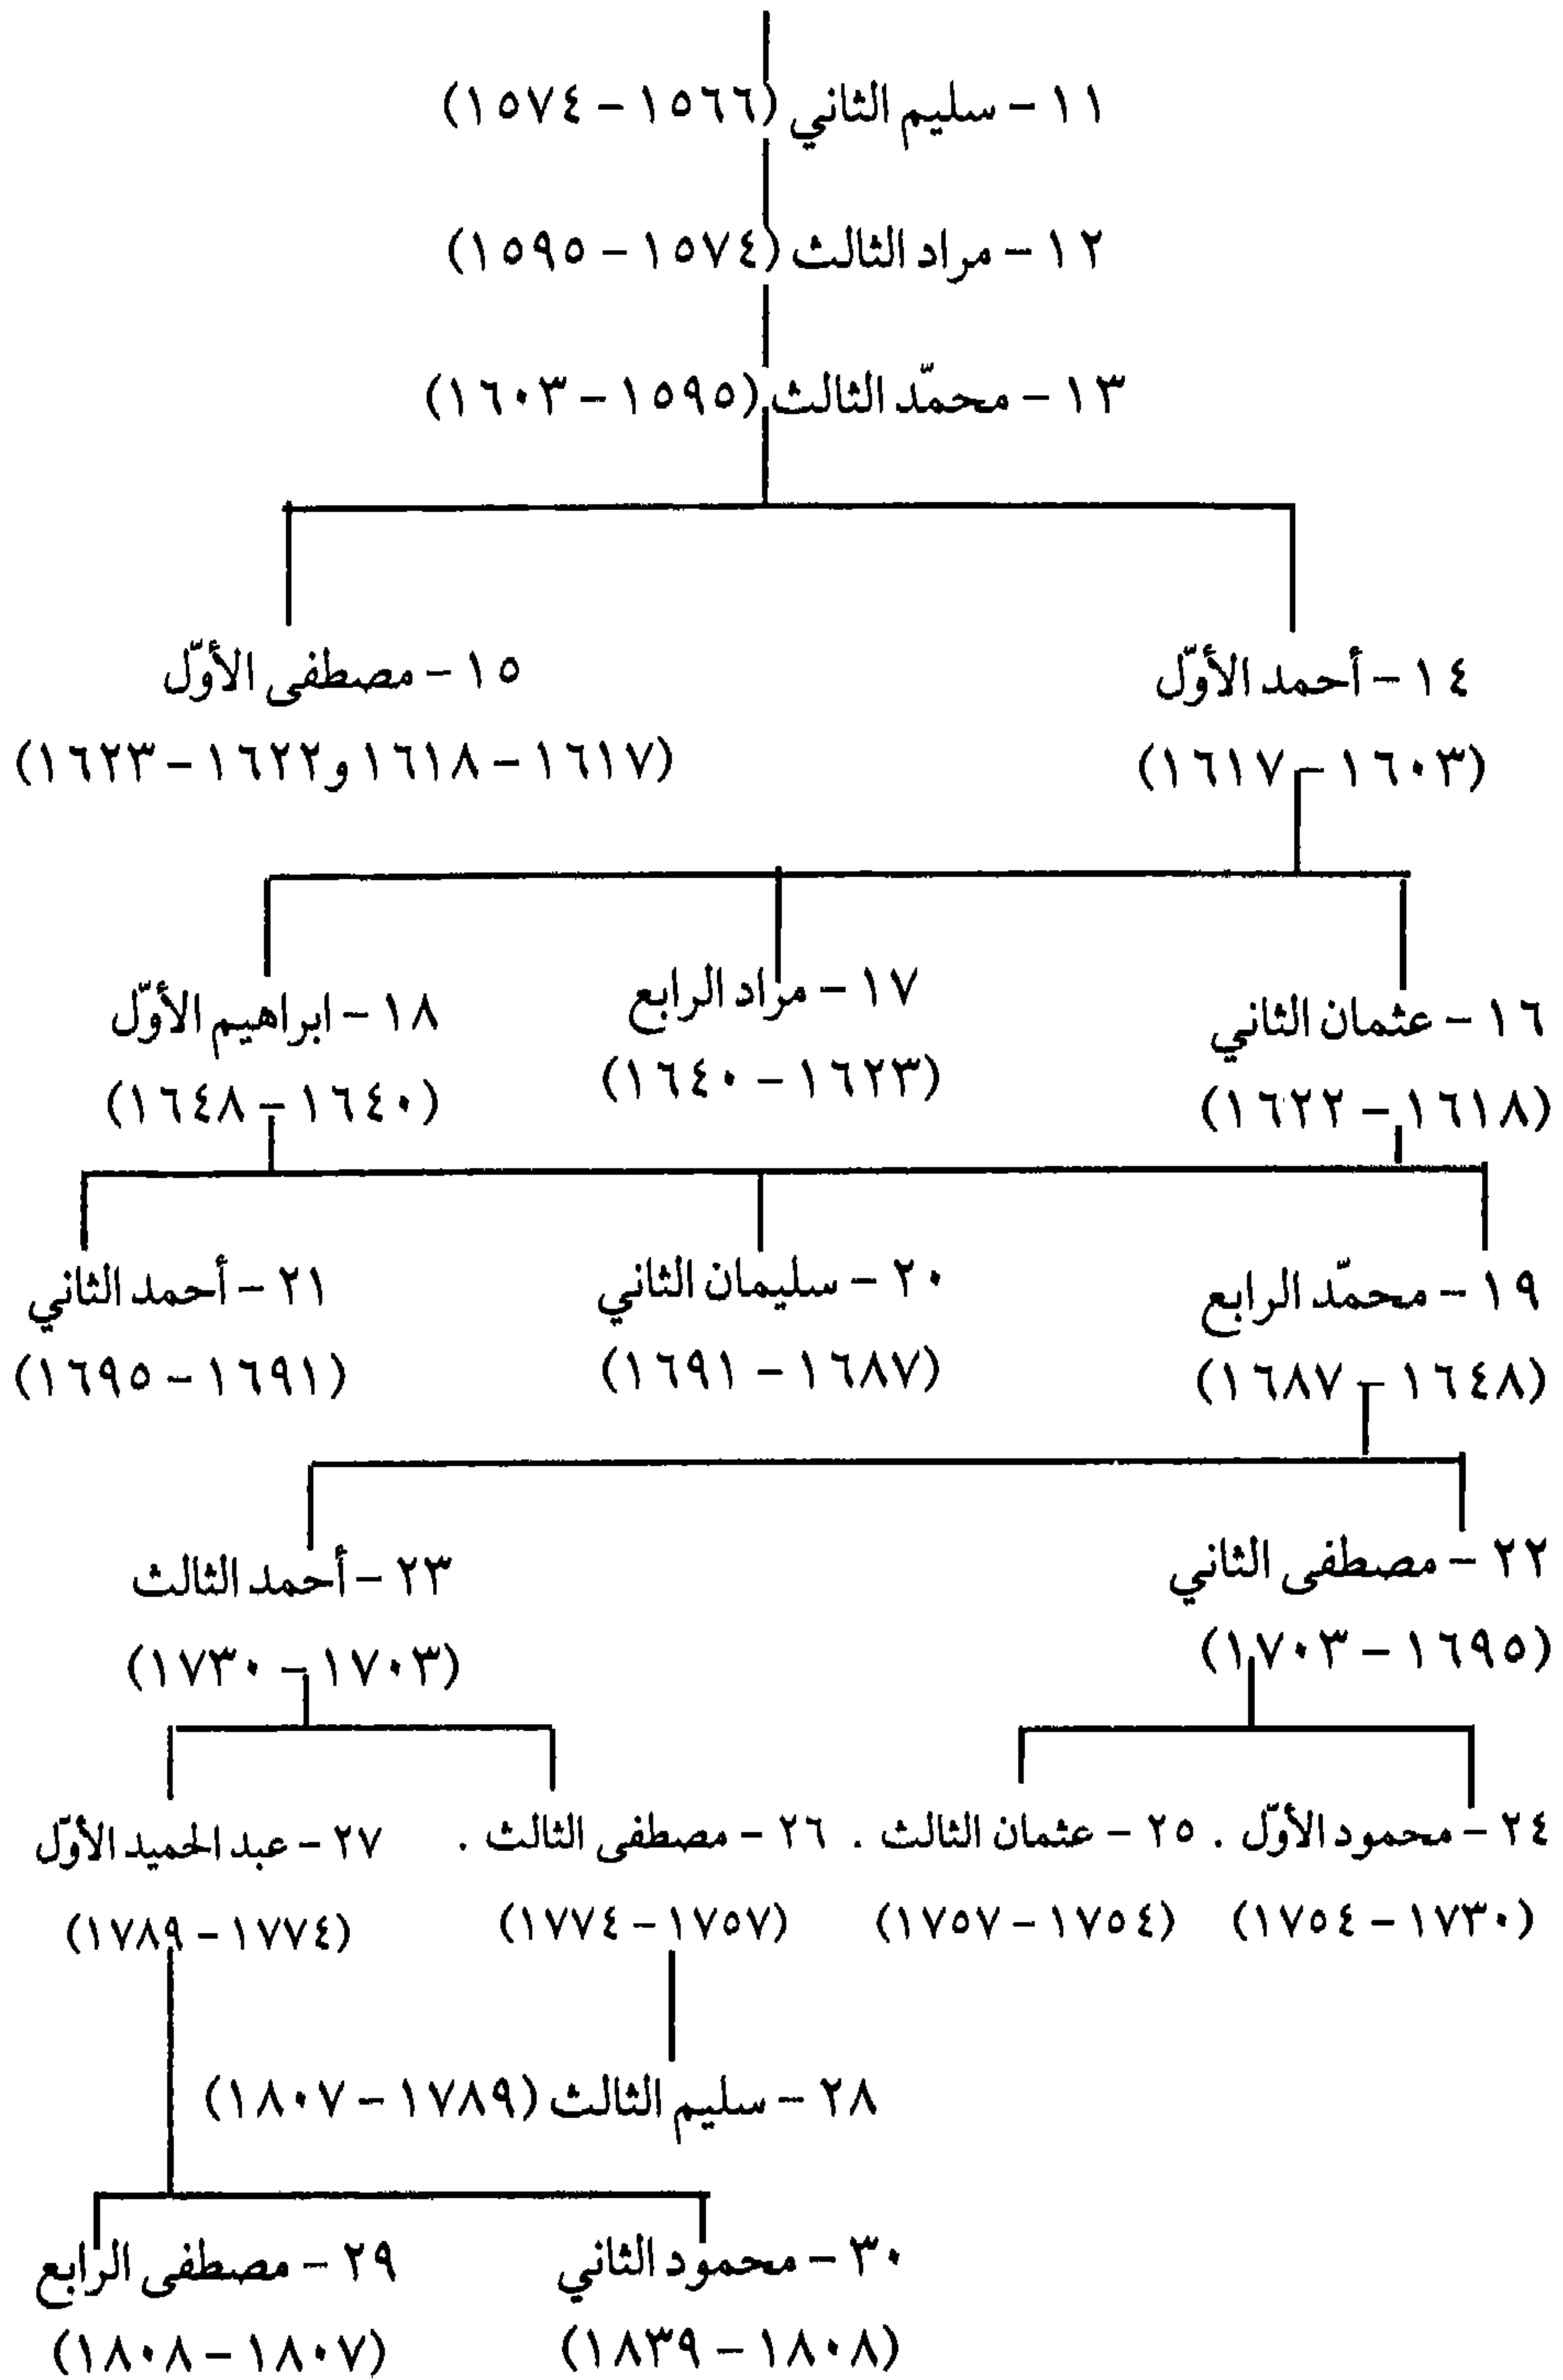 ١١ - سليم الثاني (١٥٦٦ - ١٥٧٤)
١٢ - مراد الثالث (١٥٧٤ - ١٥٩٥)
١٣ - محمّد الثالث (١٥٩٥ - ١٦٠٣)
١٤ - أحمد الأوّل
(١٦٠٣ - ١٦١٧)
١٥ - مصطفى الأوّل
(١٦١٧ - ١٦١٨ و١٦٢٢ - ١٦٢٣)
١٦ - عثمان الثاني
(١٦١٨ - ١٦٢٢)
١٧ - مراد الرابع
(١٦٢٣ - ١٦٤٠)
١٨ - ابراهيم الأوّل
(١٦٤٠ - ١٦٤٨)
١٩ - محمّد الرابع
(١٦٤٨ - ١٦٨٧)
٢٠ - سليمان الثاني
(١٦٨٧ - ١٦٩١)
٢١ - أحمد الثاني
(١٦٩١ - ١٦٩٥)
٢٢ - مصطفى الثاني
(١٦٩٥ - ١٧٠٣)
٢٣ - أحمد الثالث
(١٧٠٣ - ١٧٣٠)
٢٤ - محمود الأوّل . ٢٥ - عثمان الثالث . ٢٦ - مصطفى الثالث . ٢٧ - عبد الحميد الأوّل
(١٧٣٠ - ١٧٥٤) (١٧٥٤ - ١٧٥٧) (١٧٥٧ - ١٧٧٤) (١٧٧٤ - ١٧٨٩)
٢٨ - سليم الثالث (١٧٨٩ - ١٨٠٧)
٣٠ - محمود الثاني
(١٨٠٨ - ١٨٣٩)
٢٩ - مصطفى الرابع
(١٨٠٧ - ١٨٠٨)